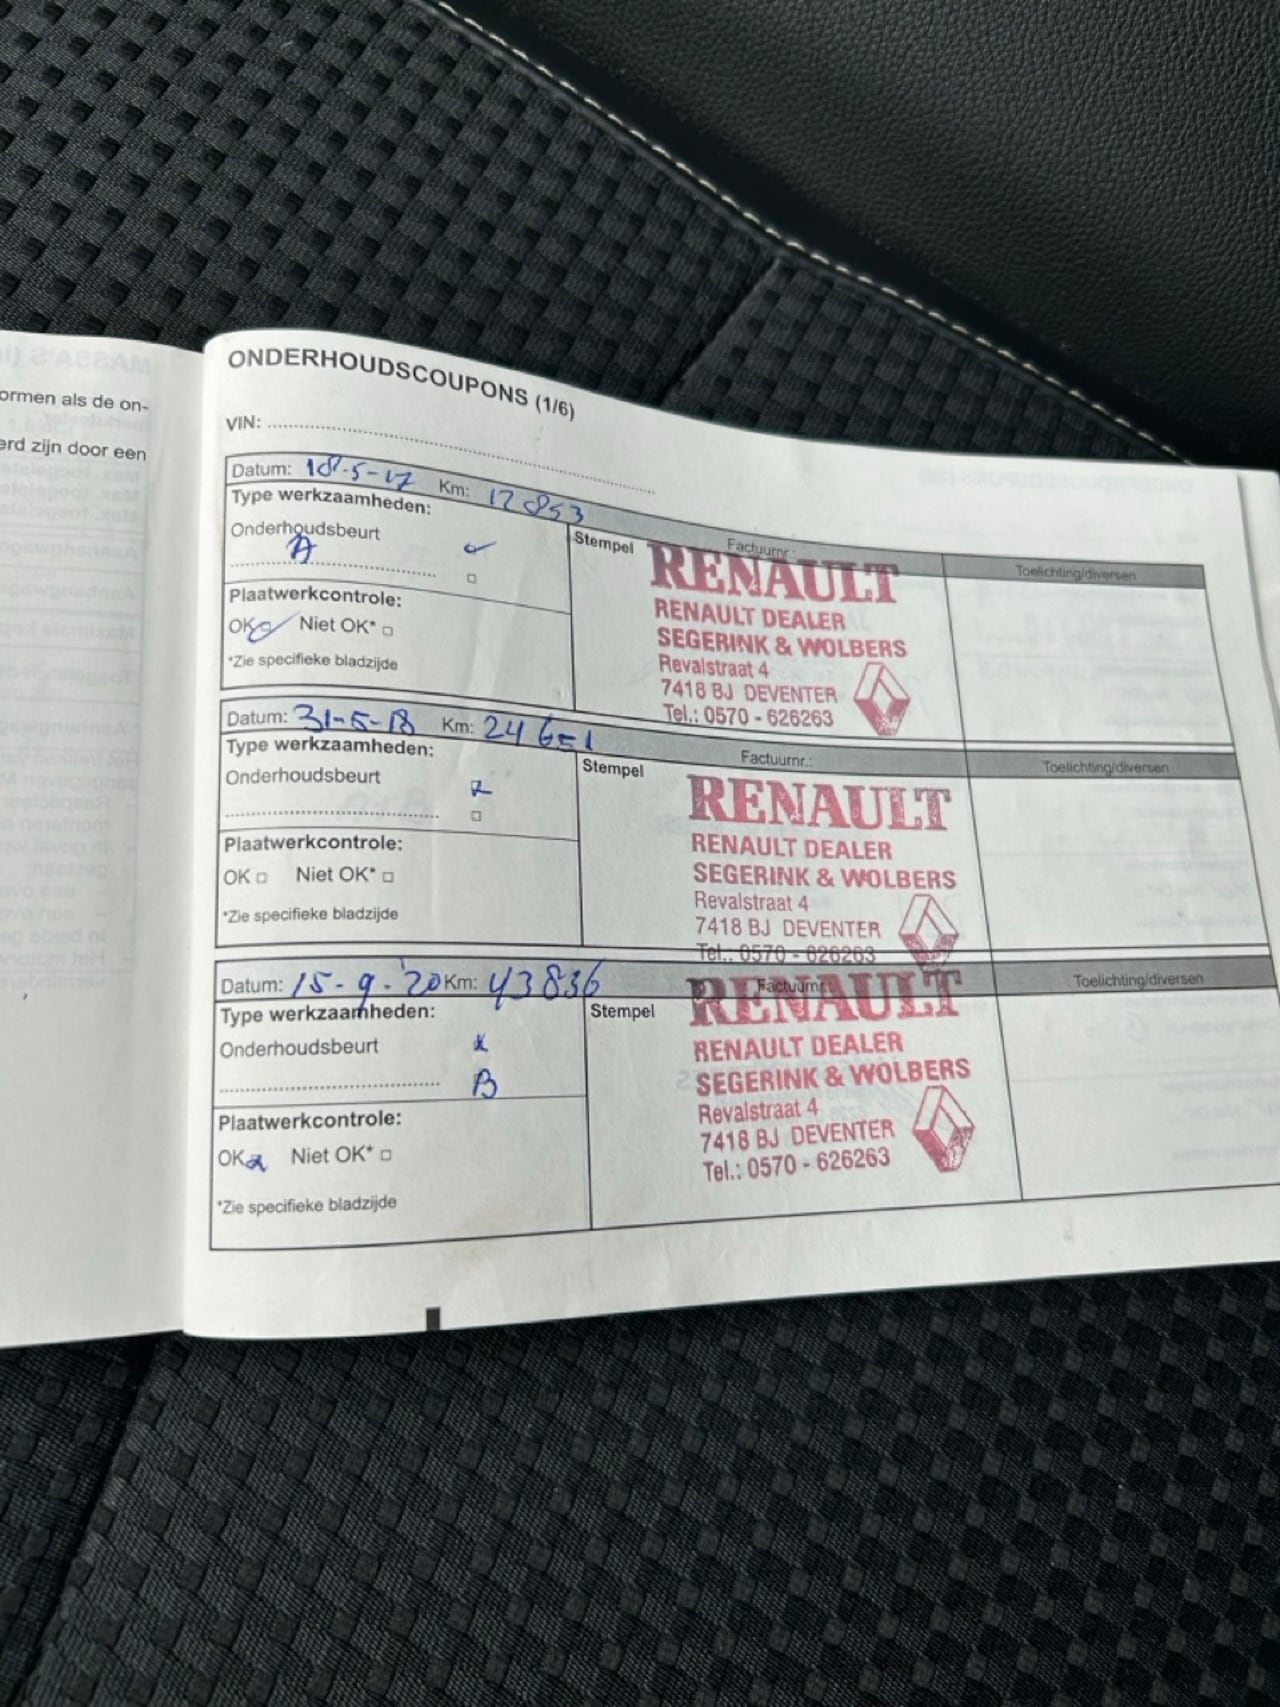 ormen als de on-
erd zijn door een
ONDERHOUDSCOUPONS (1/6)
VIN:
Datum: 18-5-17 Km: 12853
Type werkzaamheden:
Onderhoudsbeurt
A
Stempel
Factuurnr.:
Toelichting/diversen
Plaatwerkcontrole:
OK Niet OK*
*Zie specifieke bladzijde
RENAULT
RENAULT DEALER
SEGERINK & WOLBERS
Revalstraat 4
7418 BJ DEVENTER
Tel.: 0570 - 626263
Datum: 31-5-18 Km: 24651
Type werkzaamheden:
Onderhoudsbeurt
Stempel
Factuurnr.:
Toelichting/diversen
Plaatwerkcontrole:
OK Niet OK*
*Zie specifieke bladzijde
RENAULT
RENAULT DEALER
SEGERINK & WOLBERS
Revalstraat 4
7418 BJ DEVENTER
Tel.: 0570 - 626263
Datum: 15-9-'20 Km: 43836
Type werkzaamheden:
Onderhoudsbeurt x
B
Stempel
Factuurnr.:
Toelichting/diversen
Plaatwerkcontrole:
OK x Niet OK*
*Zie specifieke bladzijde
RENAULT
RENAULT DEALER
SEGERINK & WOLBERS
Revalstraat 4
7418 BJ DEVENTER
Tel.: 0570 - 626263